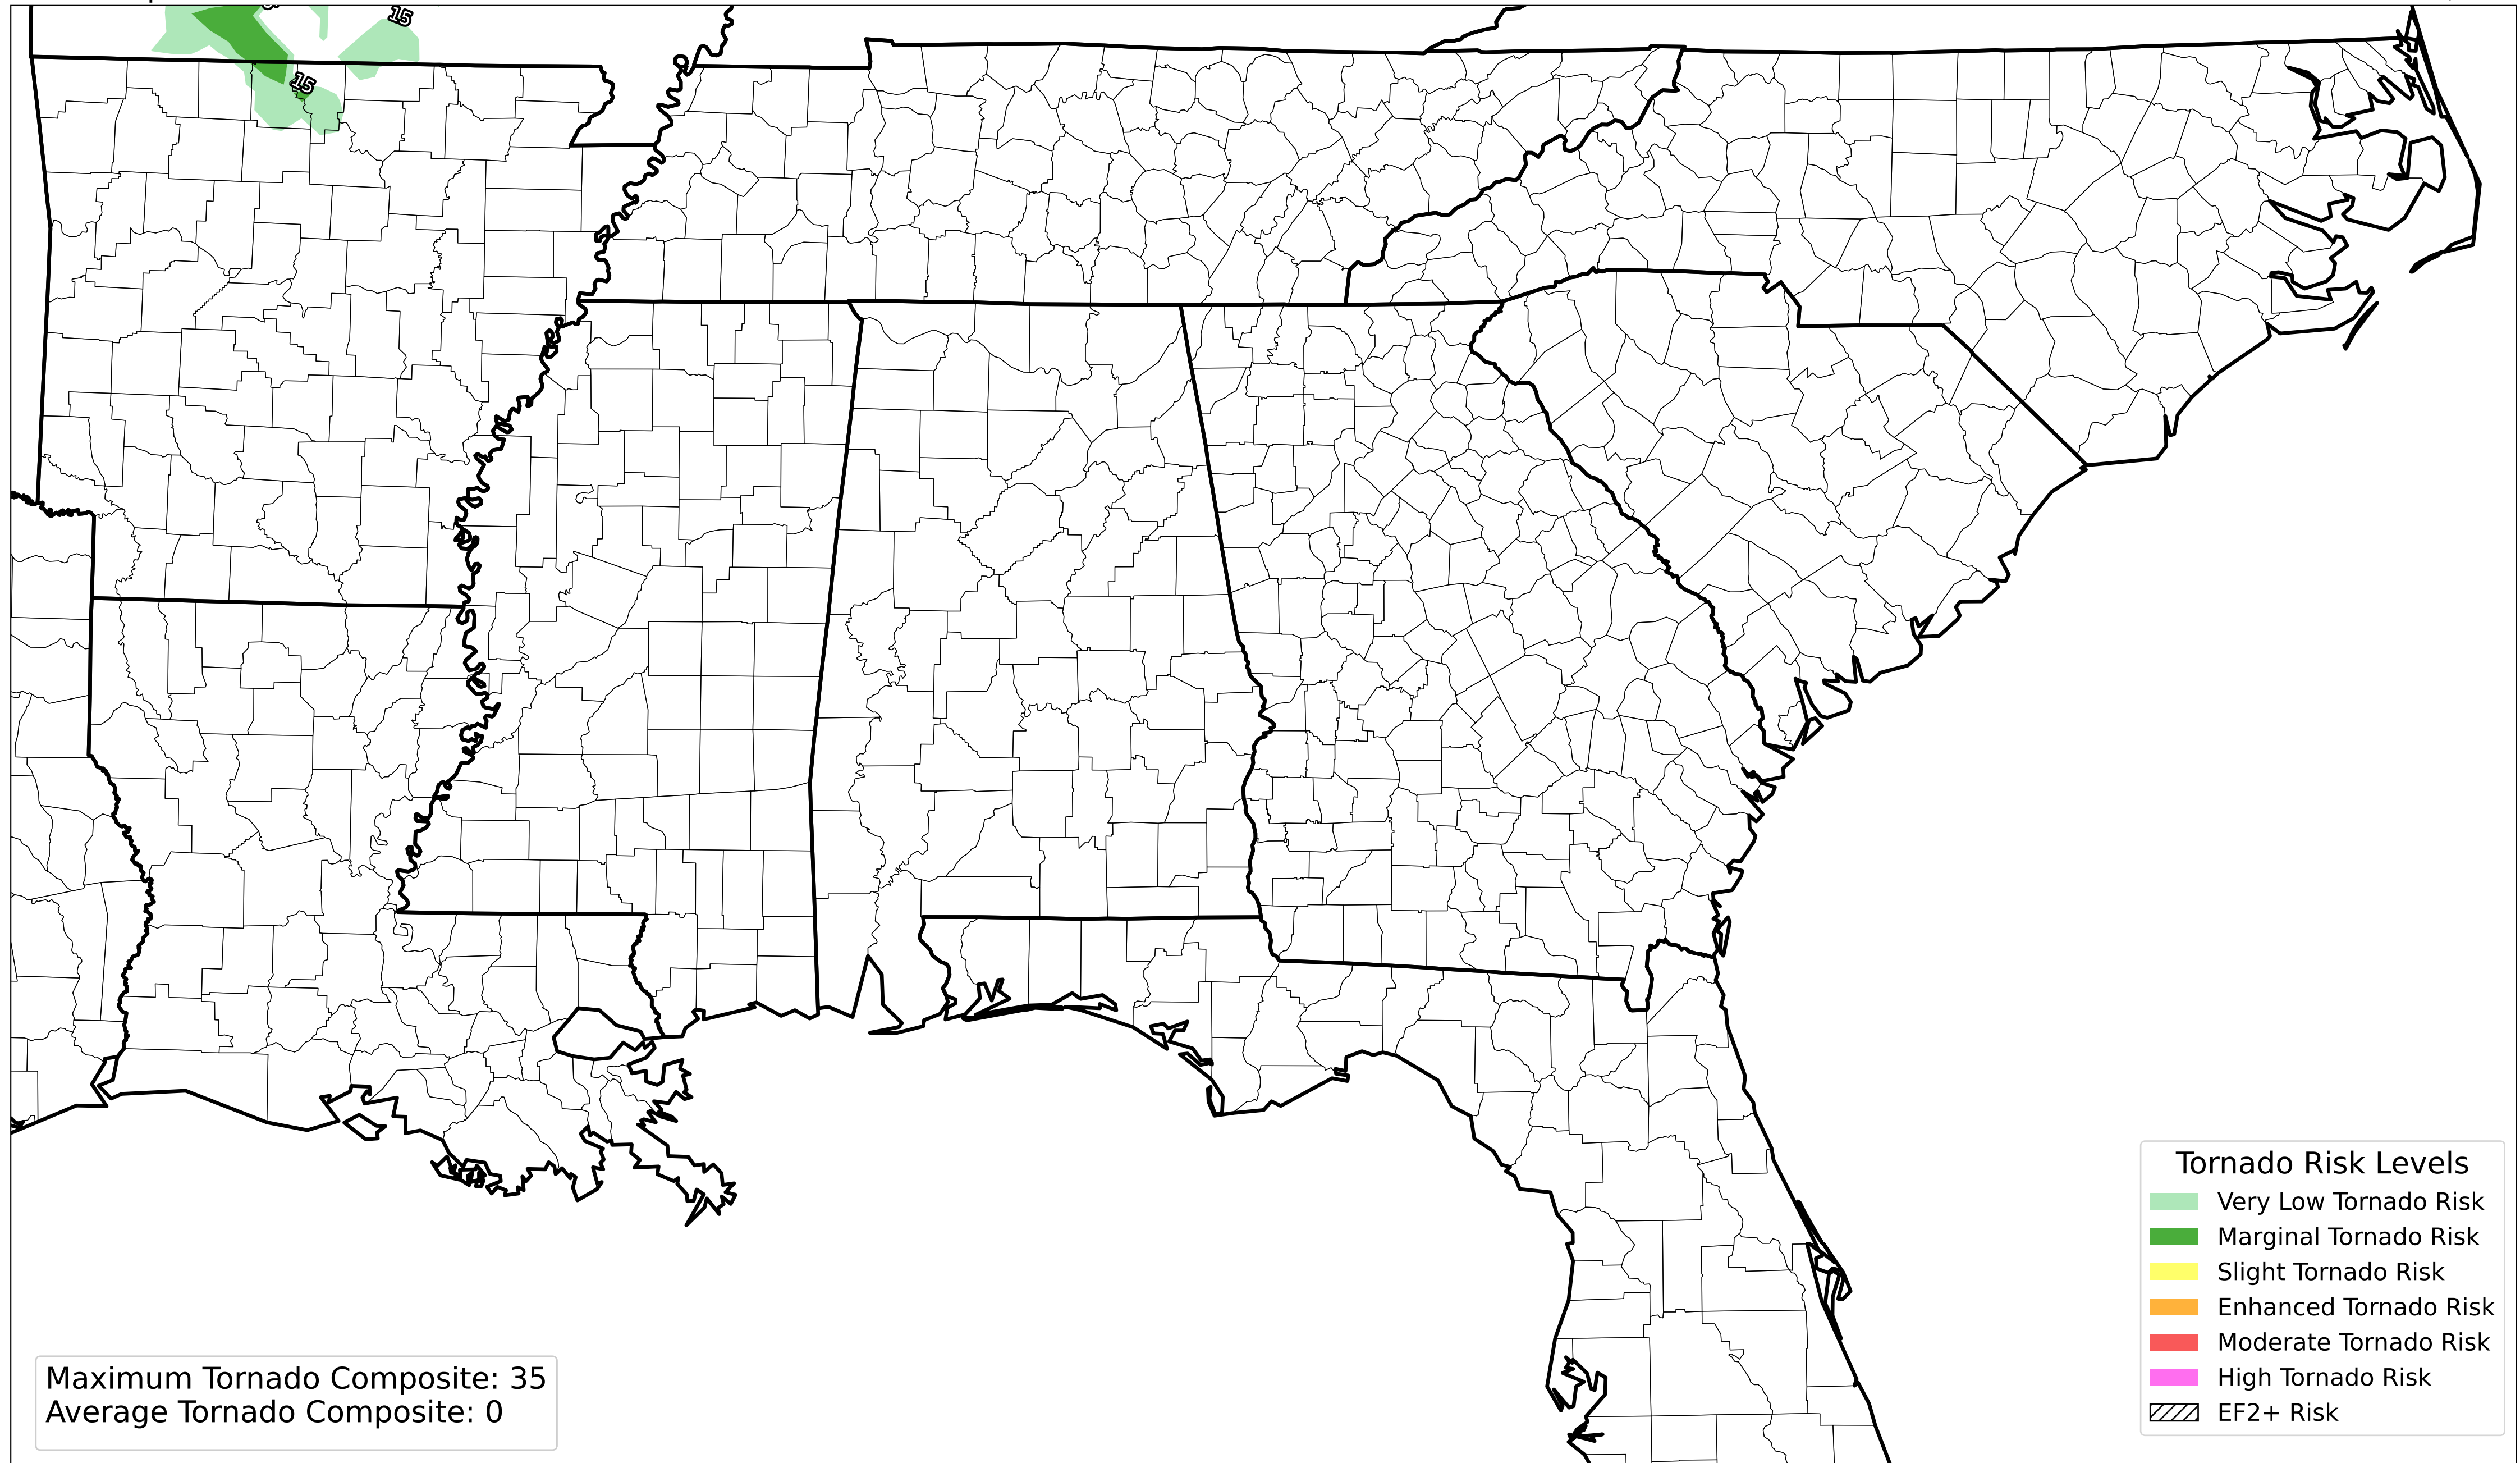 15
15
Tornado Risk Levels
Very Low Tornado Risk
Marginal Tornado Risk
Slight Tornado Risk
Enhanced Tornado Risk
Moderate Tornado Risk
High Tornado Risk
EF2+ Risk
Maximum Tornado Composite: 35
Average Tornado Composite: 0